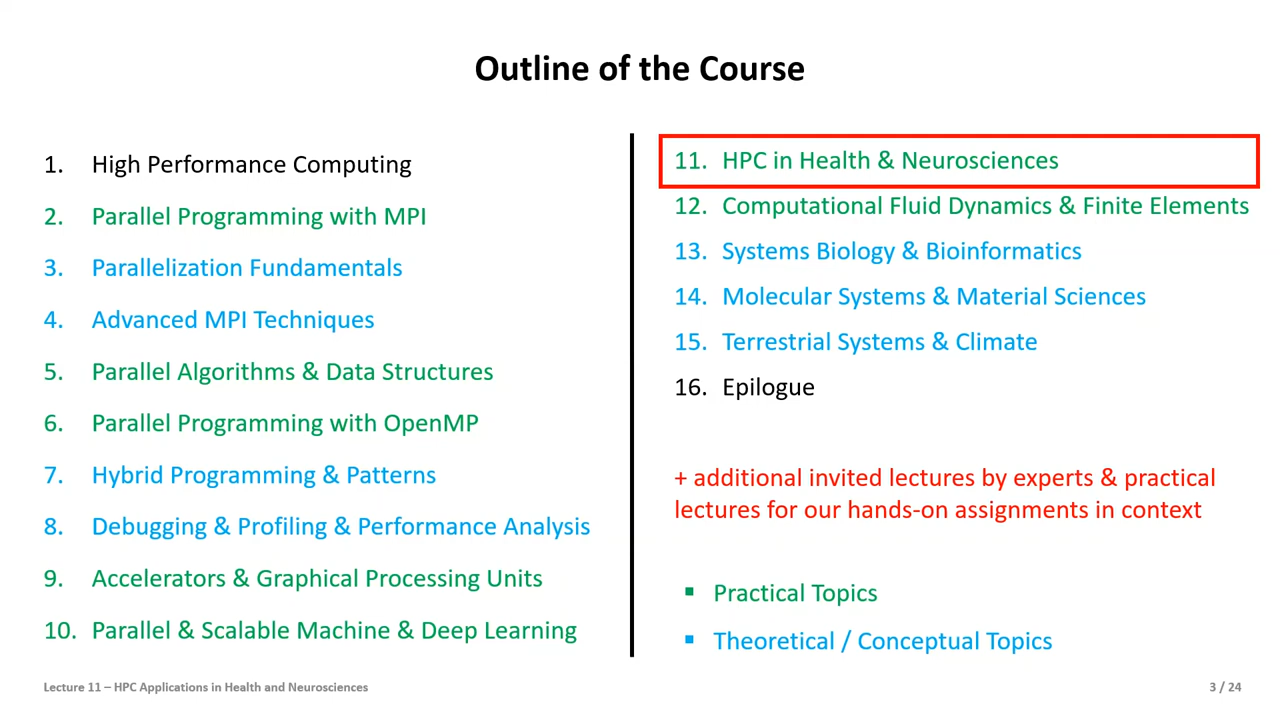 Outline of the Course
1. High Performance Computing
2. Parallel Programming with MPI
3. Parallelization Fundamentals
4. Advanced MPI Techniques
5. Parallel Algorithms & Data Structures
6. Parallel Programming with OpenMP
7. Hybrid Programming & Patterns
8. Debugging & Profiling & Performance Analysis
9. Accelerators & Graphical Processing Units
10. Parallel & Scalable Machine & Deep Learning
11. HPC in Health & Neurosciences
12. Computational Fluid Dynamics & Finite Elements
13. Systems Biology & Bioinformatics
14. Molecular Systems & Material Sciences
15. Terrestrial Systems & Climate
16. Epilogue
+ additional invited lectures by experts & practical
lectures for our hands-on assignments in context
▪ Practical Topics
▪ Theoretical / Conceptual Topics
Lecture 11 – HPC Applications in Health and Neurosciences
3 / 24